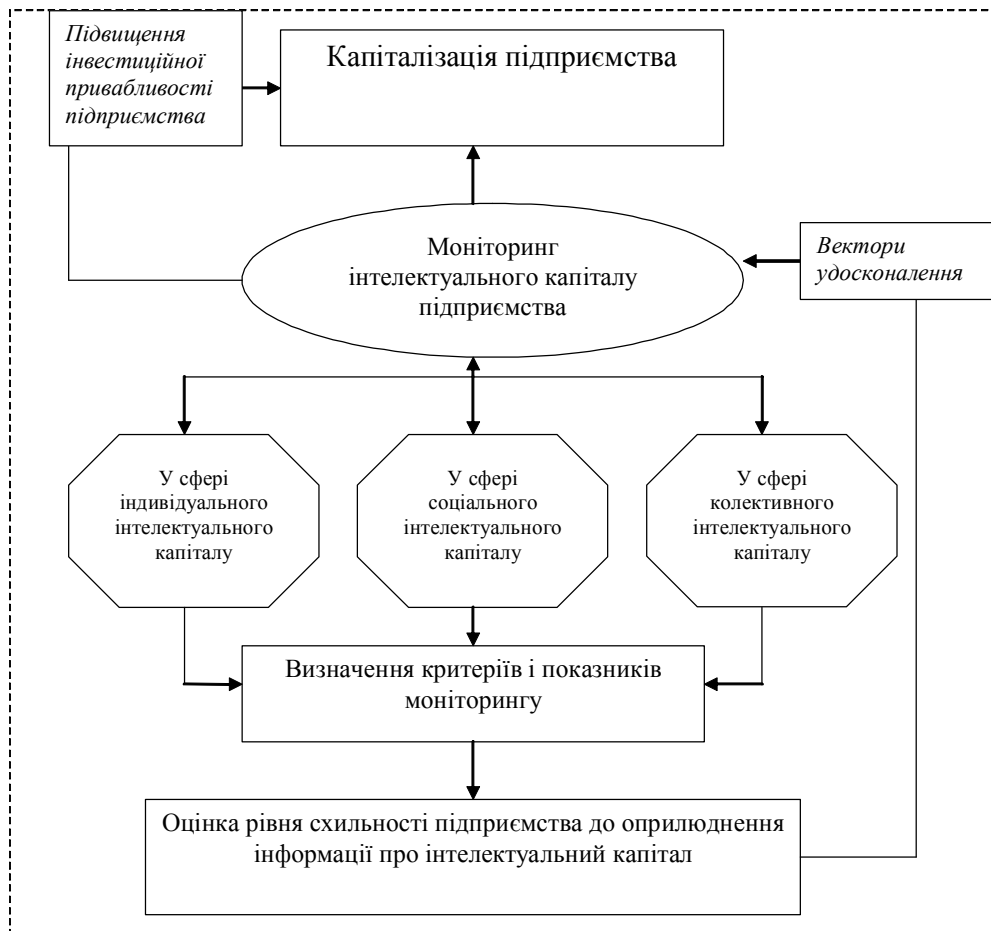 Підвищення
інвестиційної
привабливості
підприємства
Капіталізація підприємства
Моніторинг
інтелектуального капіталу
підприємства
Вектори
удосконалення
У сфері
індивідуального
інтелектуального
капіталу
У сфері
соціального
інтелектуального
капіталу
У сфері
колективного
інтелектуального
капіталу
Визначення критеріїв і показників
моніторингу
Оцінка рівня схильності підприємства до оприлюднення
інформації про інтелектуальний капітал